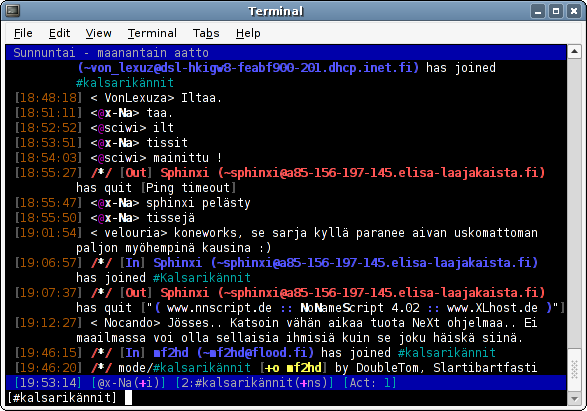 Terminal
File Edit View Terminal Tabs Help
Sunnuntai - maanantain aatto
(~von_lexuz@dsl-hkigw8-feabf900-201.dhcp.inet.fi) has joined
#kalsarikännit
[18:48:18] < VonLexuza> Iltaa.
[18:51:11] <@x-Na> taa.
[18:52:52] <@sciwi> ilt
[18:53:51] <@x-Na> tissit
[18:54:03] <@sciwi> mainittu !
[18:55:27] /*/ [Out] Sphinxi (~sphinxi@a85-156-197-145.elisa-laajakaista.fi)
has quit [Ping timeout]
[18:55:47] <@x-Na> sphinxi pelästy
[18:55:50] <@x-Na> tissejä
[19:01:54] < velouria> koneworks, se sarja kyllä paranee aivan uskomattoman
paljon myöhempinä kausina :)
[19:06:57] /*/ [In] Sphinxi (~sphinxi@a85-156-197-145.elisa-laajakaista.fi)
has joined #Kalsarikännit
[19:07:37] /*/ [Out] Sphinxi (~sphinxi@a85-156-197-145.elisa-laajakaista.fi)
has quit ["( www.nnscript.de :: NoNameScript 4.02 :: www.XLhost.de )"]
[19:12:27] < Nocando> Jösses.. Katsoin vähän aikaa tuota NeXt ohjelmaa.. Ei
maailmassa voi olla sellaisia ihmisiä kuin se joku häiskä siinä.
[19:46:15] /*/ [In] mf2hd (~mf2hd@flood.fi) has joined #kalsarikännit
[19:46:20] /*/ mode/#kalsarikännit [+o mf2hd] by DoubleTom, Slartibartfasti
[19:53:14] [@x-Na(+i)] [2:#kalsarikännit(+ns)] [Act: 1]
[#kalsarikännit]